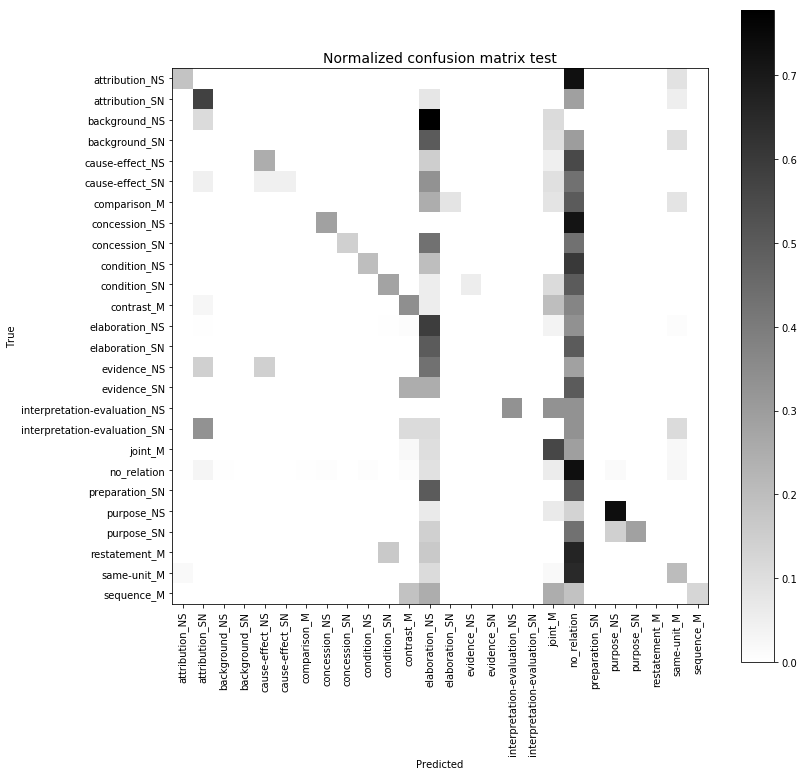 Normalized confusion matrix test
True
attribution_NS
attribution_SN
background_NS
background_SN
cause-effect_NS
cause-effect_SN
comparison_M
concession_NS
concession_SN
condition_NS
condition_SN
contrast_M
elaboration_NS
elaboration_SN
evidence_NS
evidence_SN
interpretation-evaluation_NS
interpretation-evaluation_SN
joint_M
no_relation
preparation_SN
purpose_NS
purpose_SN
restatement_M
same-unit_M
sequence_M
attribution_NS
attribution_SN
background_NS
background_SN
cause-effect_NS
cause-effect_SN
comparison_M
concession_NS
concession_SN
condition_NS
condition_SN
contrast_M
elaboration_NS
elaboration_SN
evidence_NS
evidence_SN
interpretation-evaluation_NS
interpretation-evaluation_SN
joint_M
no_relation
preparation_SN
purpose_NS
purpose_SN
restatement_M
same-unit_M
sequence_M
Predicted
0.7
0.6
0.5
0.4
0.3
0.2
0.1
0.0